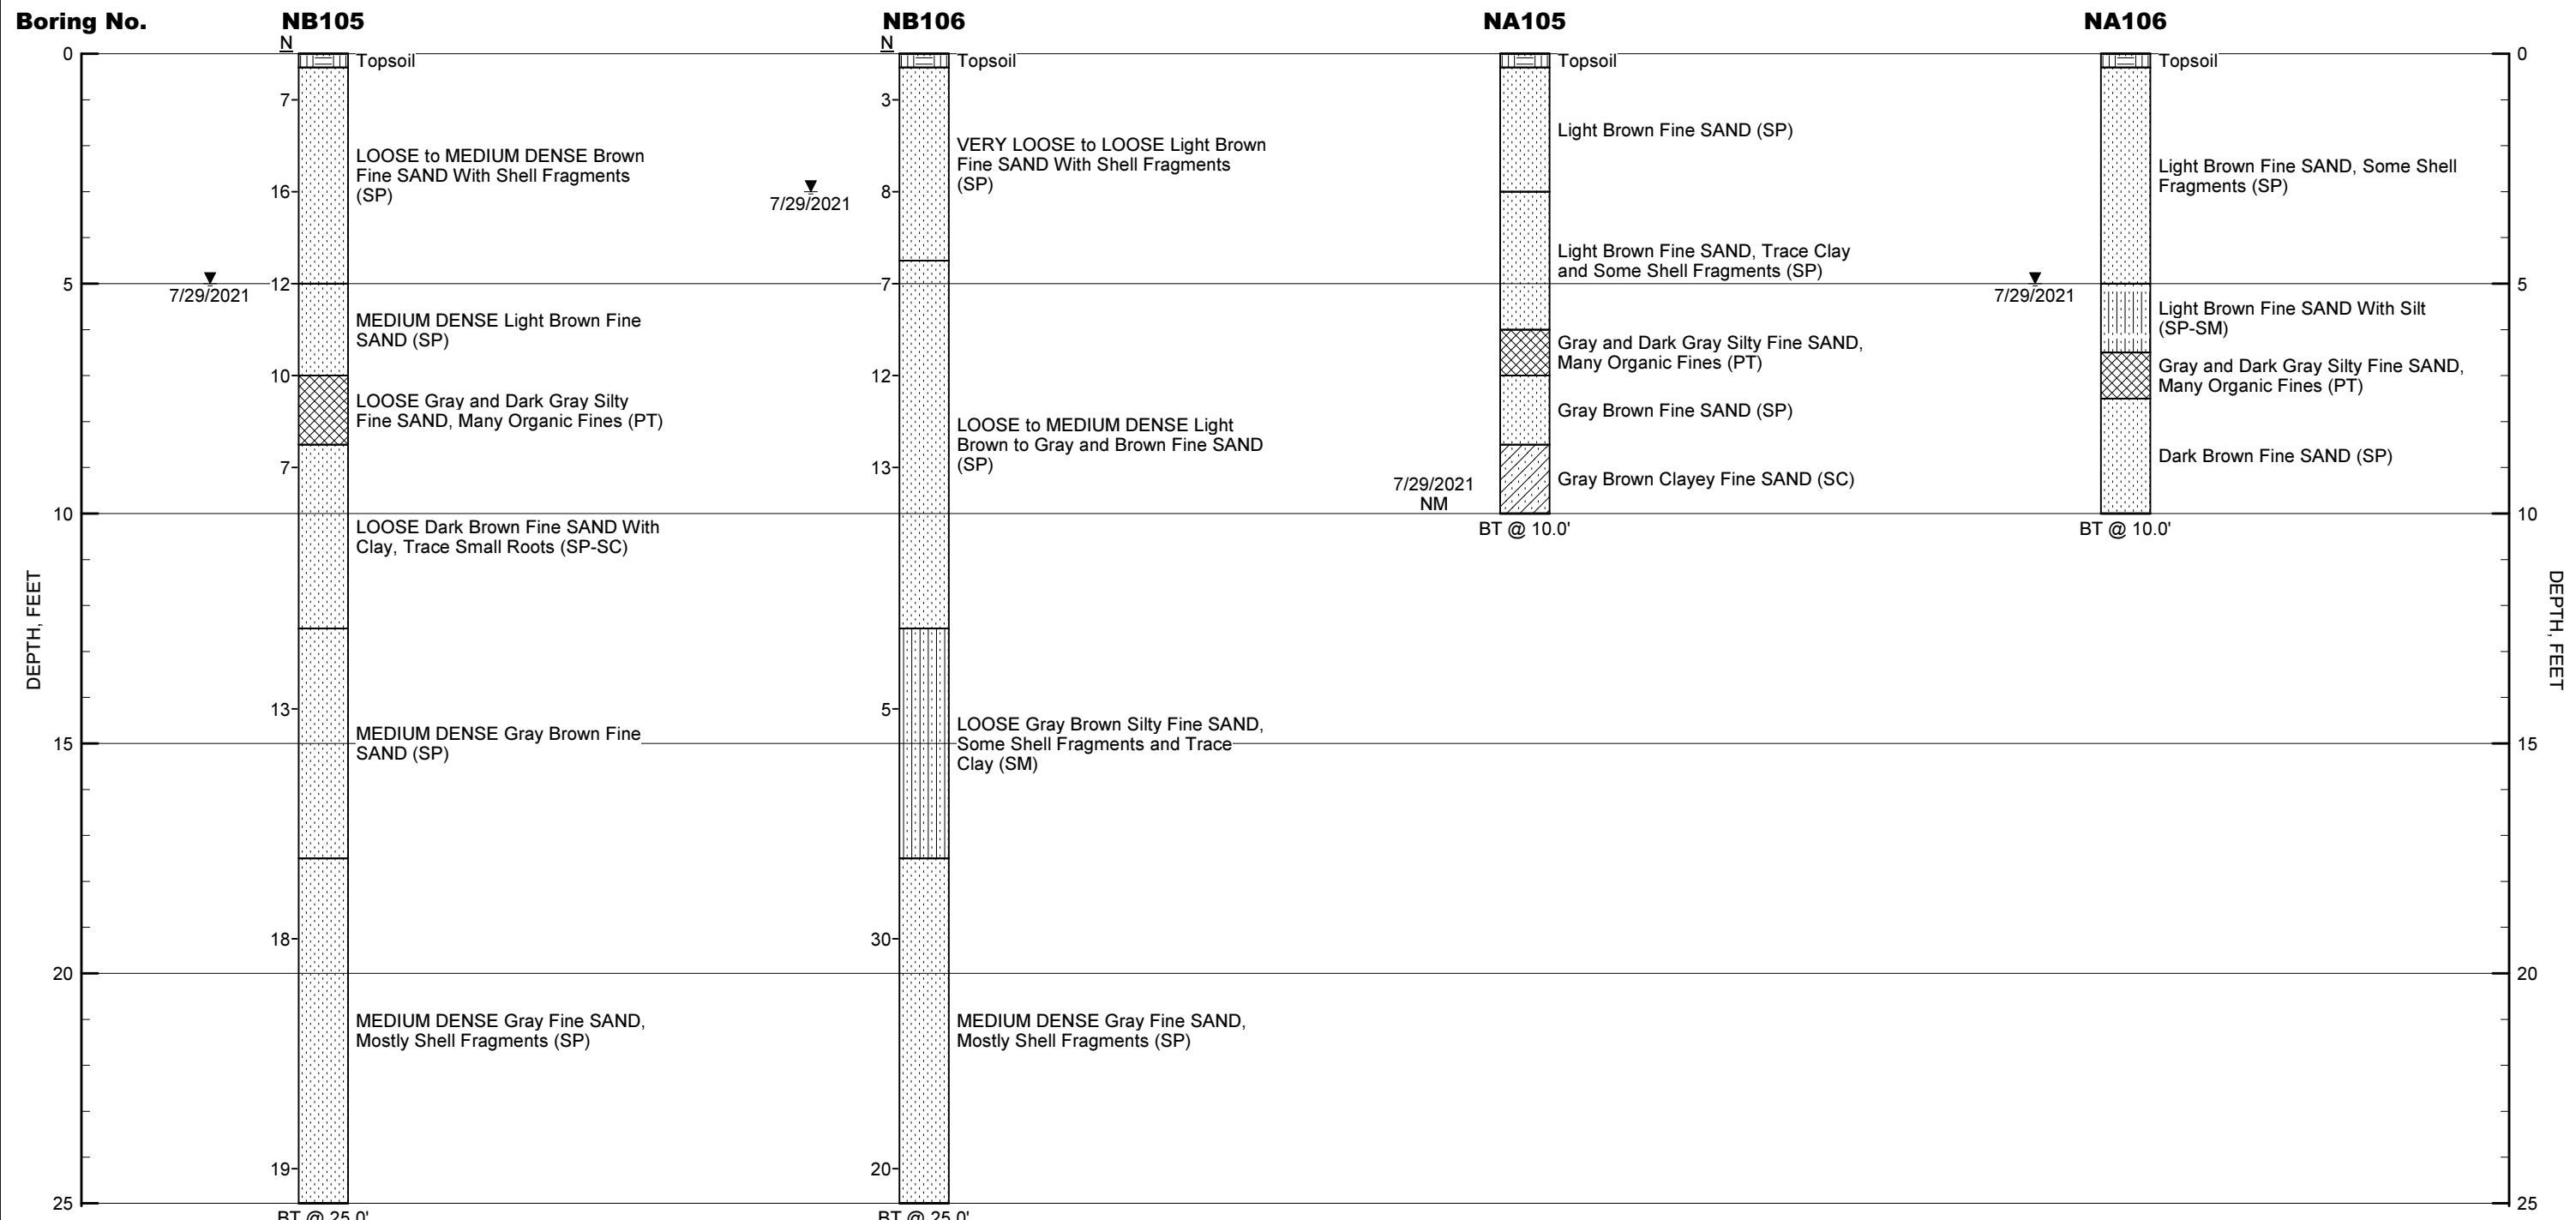 Boring No.
NB105
NB106
NA105
NA106
N
N
0
Topsoil
Topsoil
Topsoil
Topsoil
0
7
3
Light Brown Fine SAND (SP)
LOOSE to MEDIUM DENSE Brown
Fine SAND With Shell Fragments
(SP)
16
7/29/2021
VERY LOOSE to LOOSE Light Brown
Fine SAND With Shell Fragments
(SP)
8
Light Brown Fine SAND, Some Shell
Fragments (SP)
Light Brown Fine SAND, Trace Clay
and Some Shell Fragments (SP)
5
7/29/2021
12
7
7/29/2021
5
MEDIUM DENSE Light Brown Fine
SAND (SP)
Light Brown Fine SAND With Silt
(SP-SM)
Gray and Dark Gray Silty Fine SAND,
Many Organic Fines (PT)
Gray and Dark Gray Silty Fine SAND,
Many Organic Fines (PT)
10
12
LOOSE Gray and Dark Gray Silty
Fine SAND, Many Organic Fines (PT)
Gray Brown Fine SAND (SP)
LOOSE to MEDIUM DENSE Light
Brown to Gray and Brown Fine SAND
(SP)
Dark Brown Fine SAND (SP)
7
13
7/29/2021
NM
Gray Brown Clayey Fine SAND (SC)
10
10
BT @ 10.0'
BT @ 10.0'
LOOSE Dark Brown Fine SAND With
Clay, Trace Small Roots (SP-SC)
DEPTH, FEET
DEPTH, FEET
13
5
MEDIUM DENSE Gray Brown Fine
SAND (SP)
LOOSE Gray Brown Silty Fine SAND,
Some Shell Fragments and Trace
Clay (SM)
15
15
18
30
20
20
MEDIUM DENSE Gray Fine SAND,
Mostly Shell Fragments (SP)
MEDIUM DENSE Gray Fine SAND,
Mostly Shell Fragments (SP)
19
20
25
25
BT @ 25.0'
BT @ 25.0'